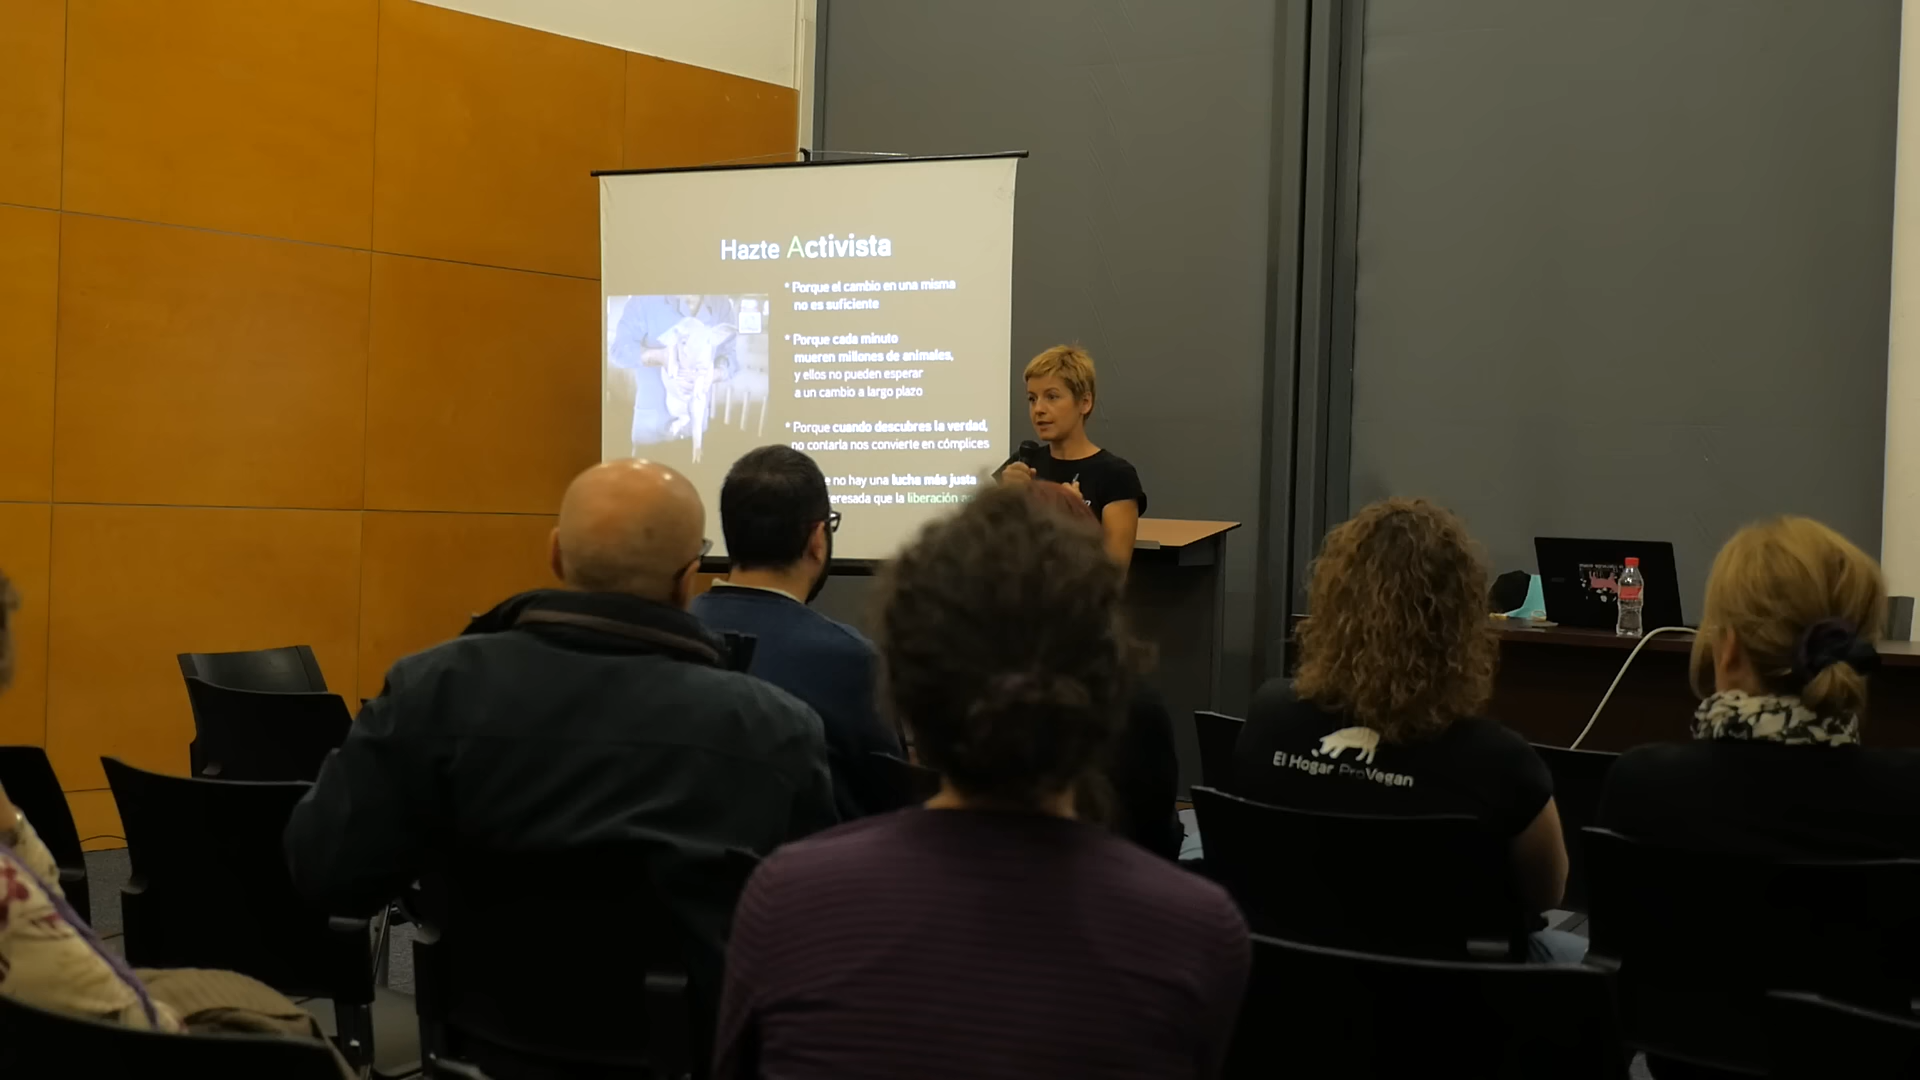 Hazte Activista
* Porque el cambio en una misma
no es suficiente
* Porque cada minuto
mueren millones de animales,
y ellos no pueden esperar
a un cambio a largo plazo
* Porque cuando descubres la verdad,
no contarla nos convierte en cómplices
no hay una lucha más justa
que la liberación
El Hogar ProVegan